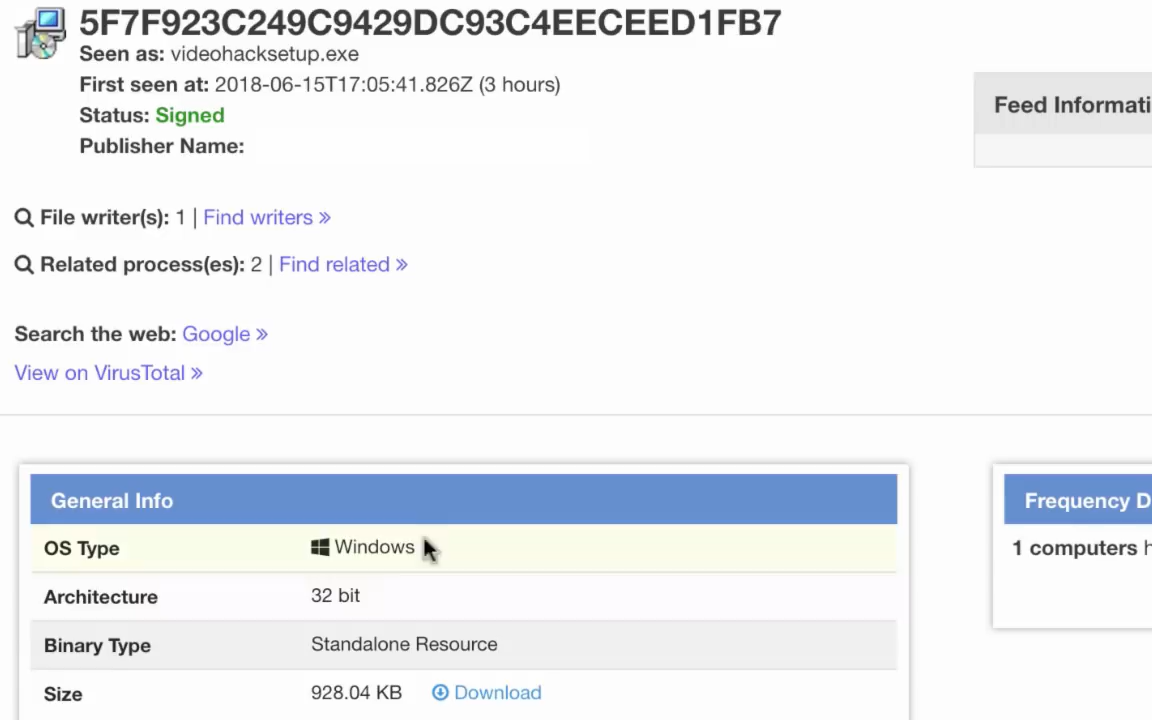 5F7F923C249C9429DC93C4EECEED1FB7
Seen as: videohacksetup.exe
First seen at: 2018-06-15T17:05:41.826Z (3 hours)
Status: Signed
Publisher Name:
Feed Informati
File writer(s): 1 | Find writers »
Related process(es): 2 | Find related »
Search the web: Google »
View on VirusTotal »
General Info
OS Type Windows
Architecture 32 bit
Binary Type Standalone Resource
Size 928.04 KB Download
Frequency D
1 computers h